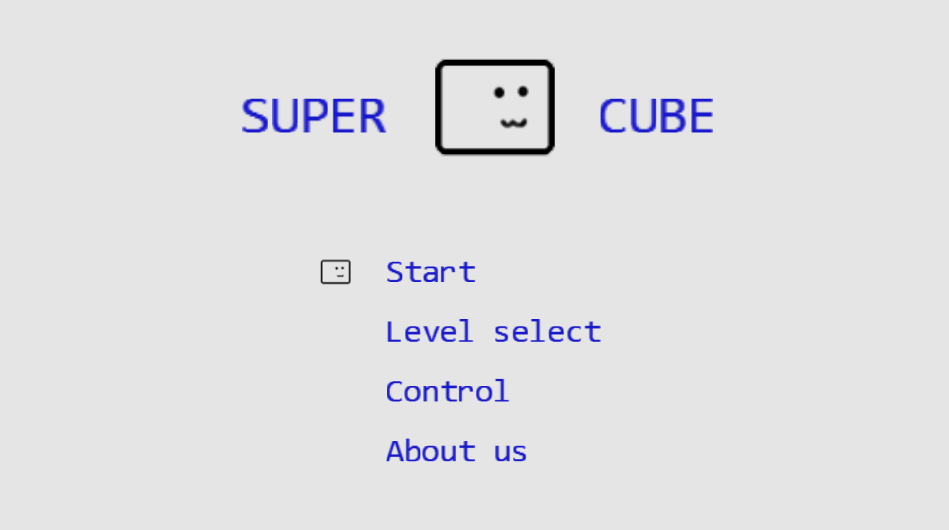 SUPER CUBE
Start
Level select
Control
About us